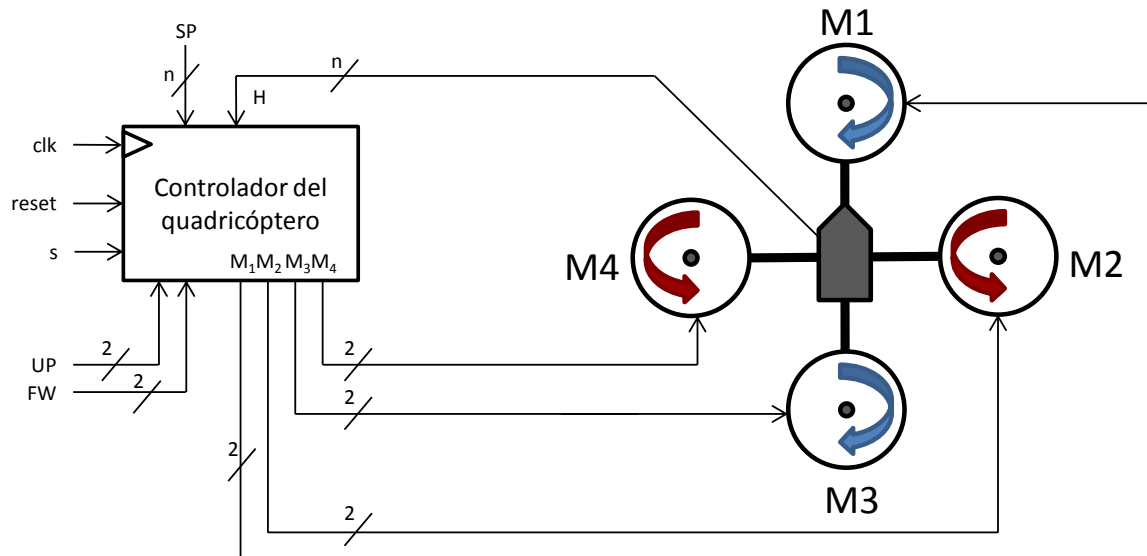 M1
SP
n
n
H
clk
Controlador del
quadricóptero
reset
s
M1M2 M3M4
M4
M2
2
UP
2
FW
2
2
2
2
M3